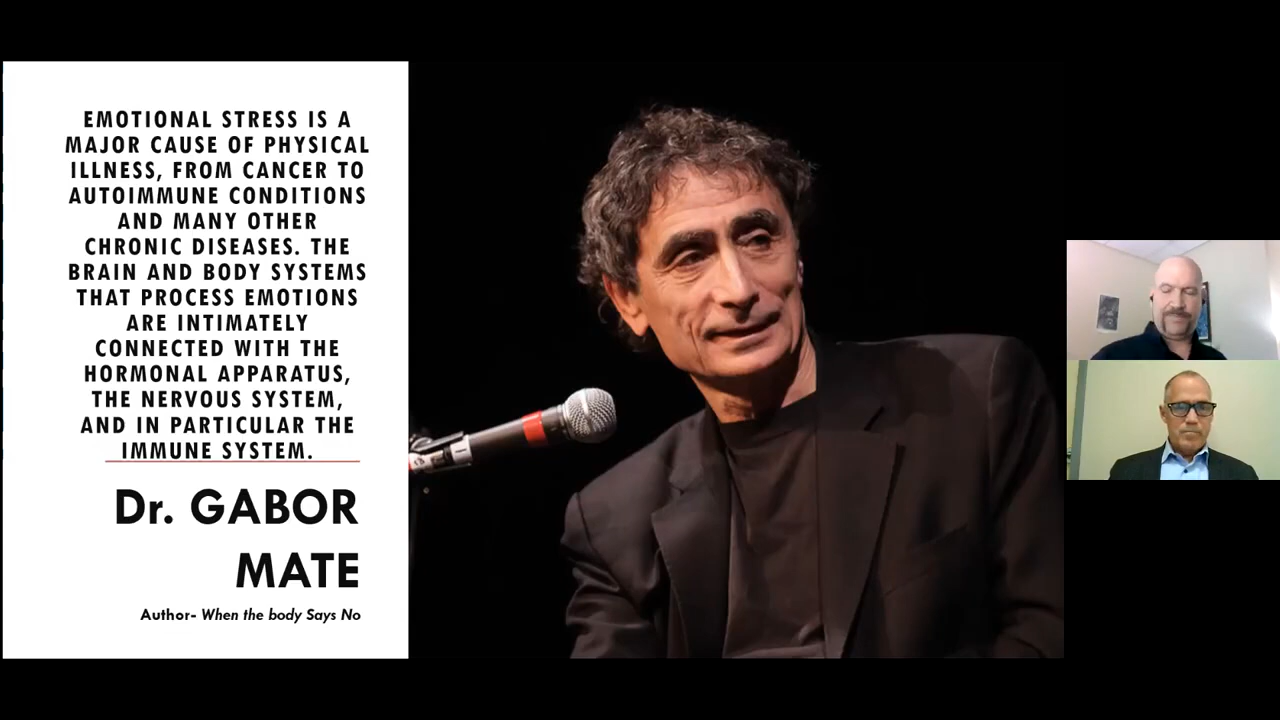 EMOTIONAL STRESS IS A
MAJOR CAUSE OF PHYSICAL
ILLNESS, FROM CANCER TO
AUTOIMMUNE CONDITIONS
AND MANY OTHER
CHRONIC DISEASES. THE
BRAIN AND BODY SYSTEMS
THAT PROCESS EMOTIONS
ARE INTIMATELY
CONNECTED WITH THE
HORMONAL APPARATUS,
THE NERVOUS SYSTEM,
AND IN PARTICULAR THE
IMMUNE SYSTEM.
Dr. GABOR
MATE
Author- When the body Says No